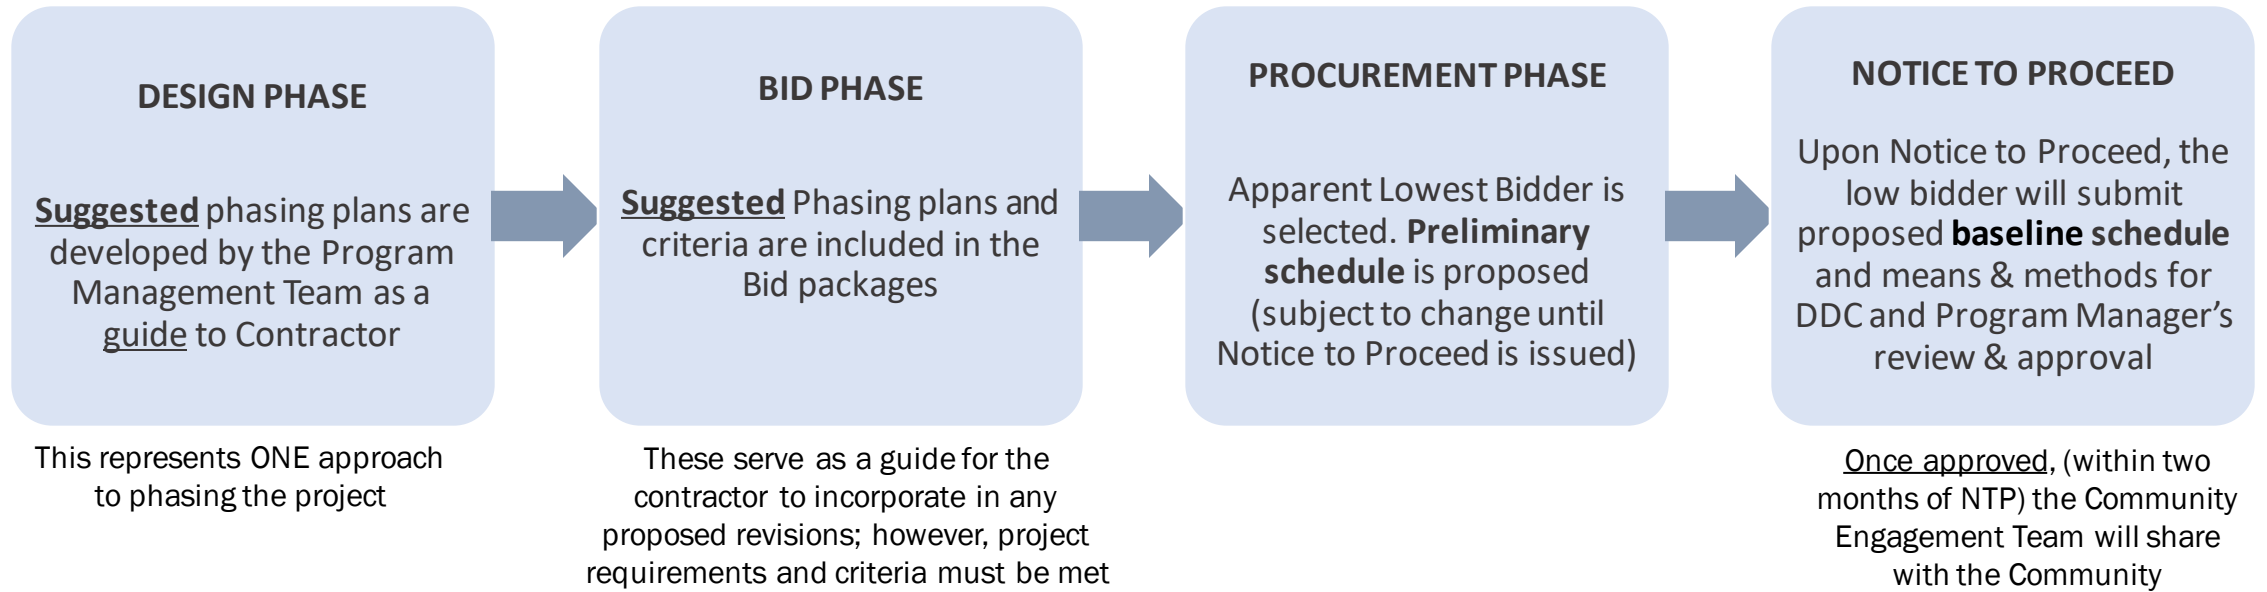 DESIGN PHASE
Suggested phasing plans are
developed by the Program
Management Team as a
guide to Contractor
This represents ONE approach
to phasing the project
BID PHASE
Suggested Phasing plans and
criteria are included in the
Bid packages
These serve as a guide for the
contractor to incorporate in any
proposed revisions; however, project
requirements and criteria must be met
PROCUREMENT PHASE
Apparent Lowest Bidder is
selected. Preliminary
schedule is proposed
(subject to change until
Notice to Proceed is issued)
NOTICE TO PROCEED
Upon Notice to Proceed, the
low bidder will submit
proposed baseline schedule
and means & methods for
DDC and Program Manager’s
review & approval
Once approved, (within two
months of NTP) the Community
Engagement Team will share
with the Community